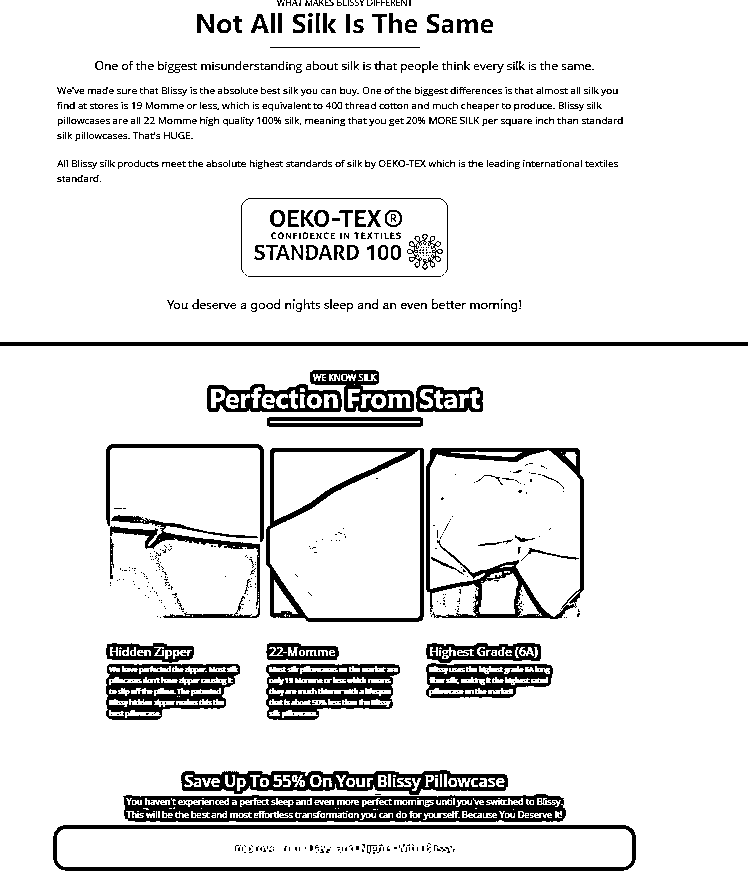 WHAT MAKES BLISSY DIFFERENT
Not All Silk Is The Same
One of the biggest misunderstanding about silk is that people think every silk is the same.
We've made sure that Blissy is the absolute best silk you can buy. One of the biggest differences is that almost all silk you
find at stores is 19 Momme or less, which is equivalent to 400 thread cotton and much cheaper to produce. Blissy silk
pillowcases are all 22 Momme high quality 100% silk, meaning that you get 20% MORE SILK per square inch than standard
silk pillowcases. That's HUGE.
All Blissy silk products meet the absolute highest standards of silk by OEKO-TEX which is the leading international textiles
standard.
OEKO-TEX®
CONFIDENCE IN TEXTILES
STANDARD 100
You deserve a good nights sleep and an even better morning!
WE KNOW SILK
Perfection From Start
Hidden Zipper
We have perfected the zipper. Most silk
pillowcases don't have zipper causing it
to slip off the pillow. The patented
Blissy hidden zipper makes this the
best pillowcase.
22-Momme
Most silk pillowcases on the market are
only 19 Momme or less which means
they are much thinner with a lifespan
that is about 50% less than the Blissy
silk pillowcase.
Highest Grade (6A)
Blissy uses the highest grade 6A long
fiber silk, making it the highest rated
pillowcase on the market!
Save Up To 55% On Your Blissy Pillowcase
You haven't experienced a perfect sleep and even more perfect mornings until you've switched to Blissy.
This will be the best and most effortless transformation you can do for yourself. Because You Deserve It!